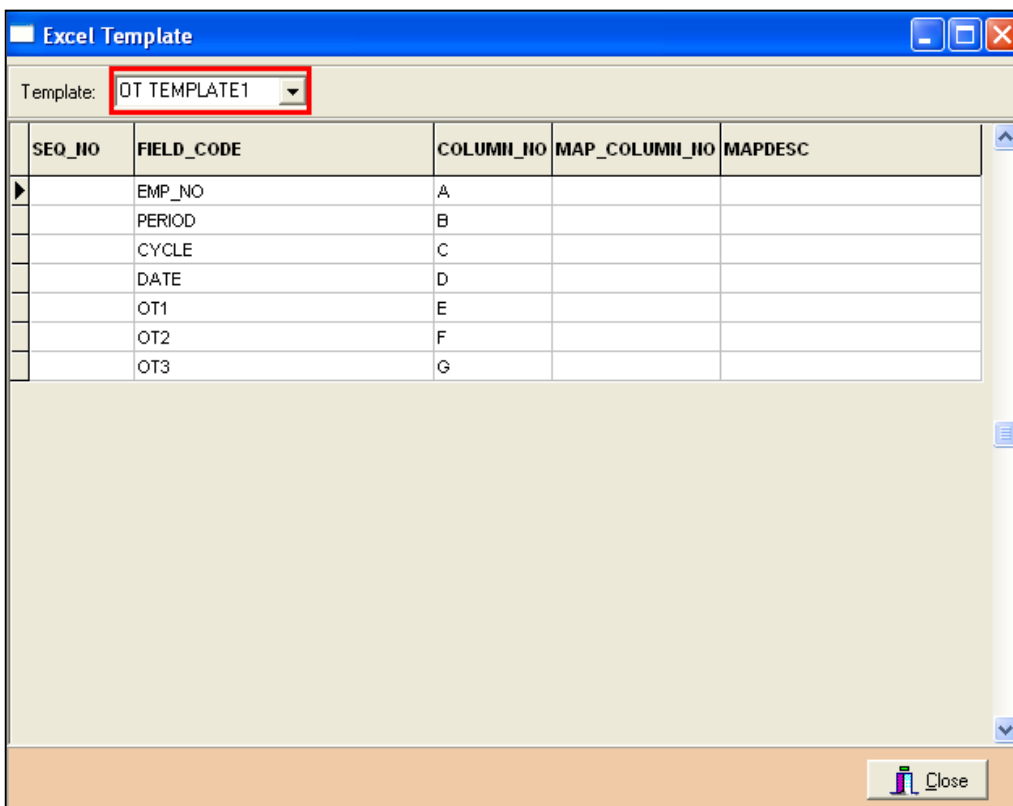 Excel Template
Template: OT TEMPLATE1
SEQ_NO FIELD_CODE COLUMN_NO MAP_COLUMN_NO MAPDESC
EMP_NO A
PERIOD B
CYCLE C
DATE D
OT1 E
OT2 F
OT3 G
Close